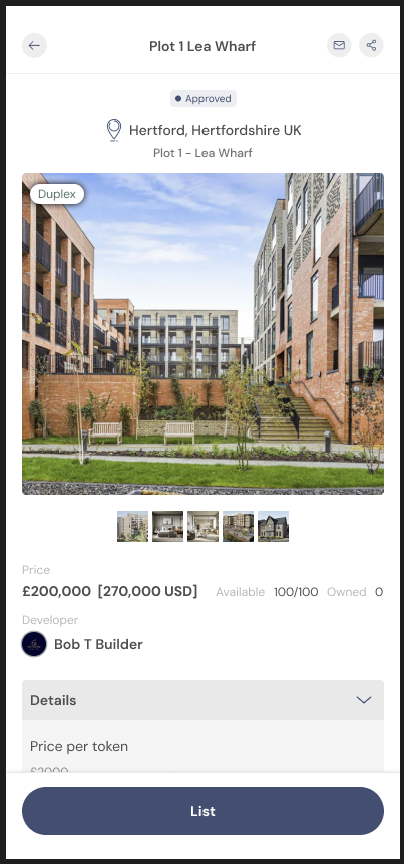 Plot 1 Lea Wharf
Approved
Hertford, Hertfordshire UK
Plot 1 - Lea Wharf
Duplex
Price
£200,000 [270,000 USD] Available 100/100 Owned 0
Developer
Bob T Builder
Details
Price per token
£2000
List